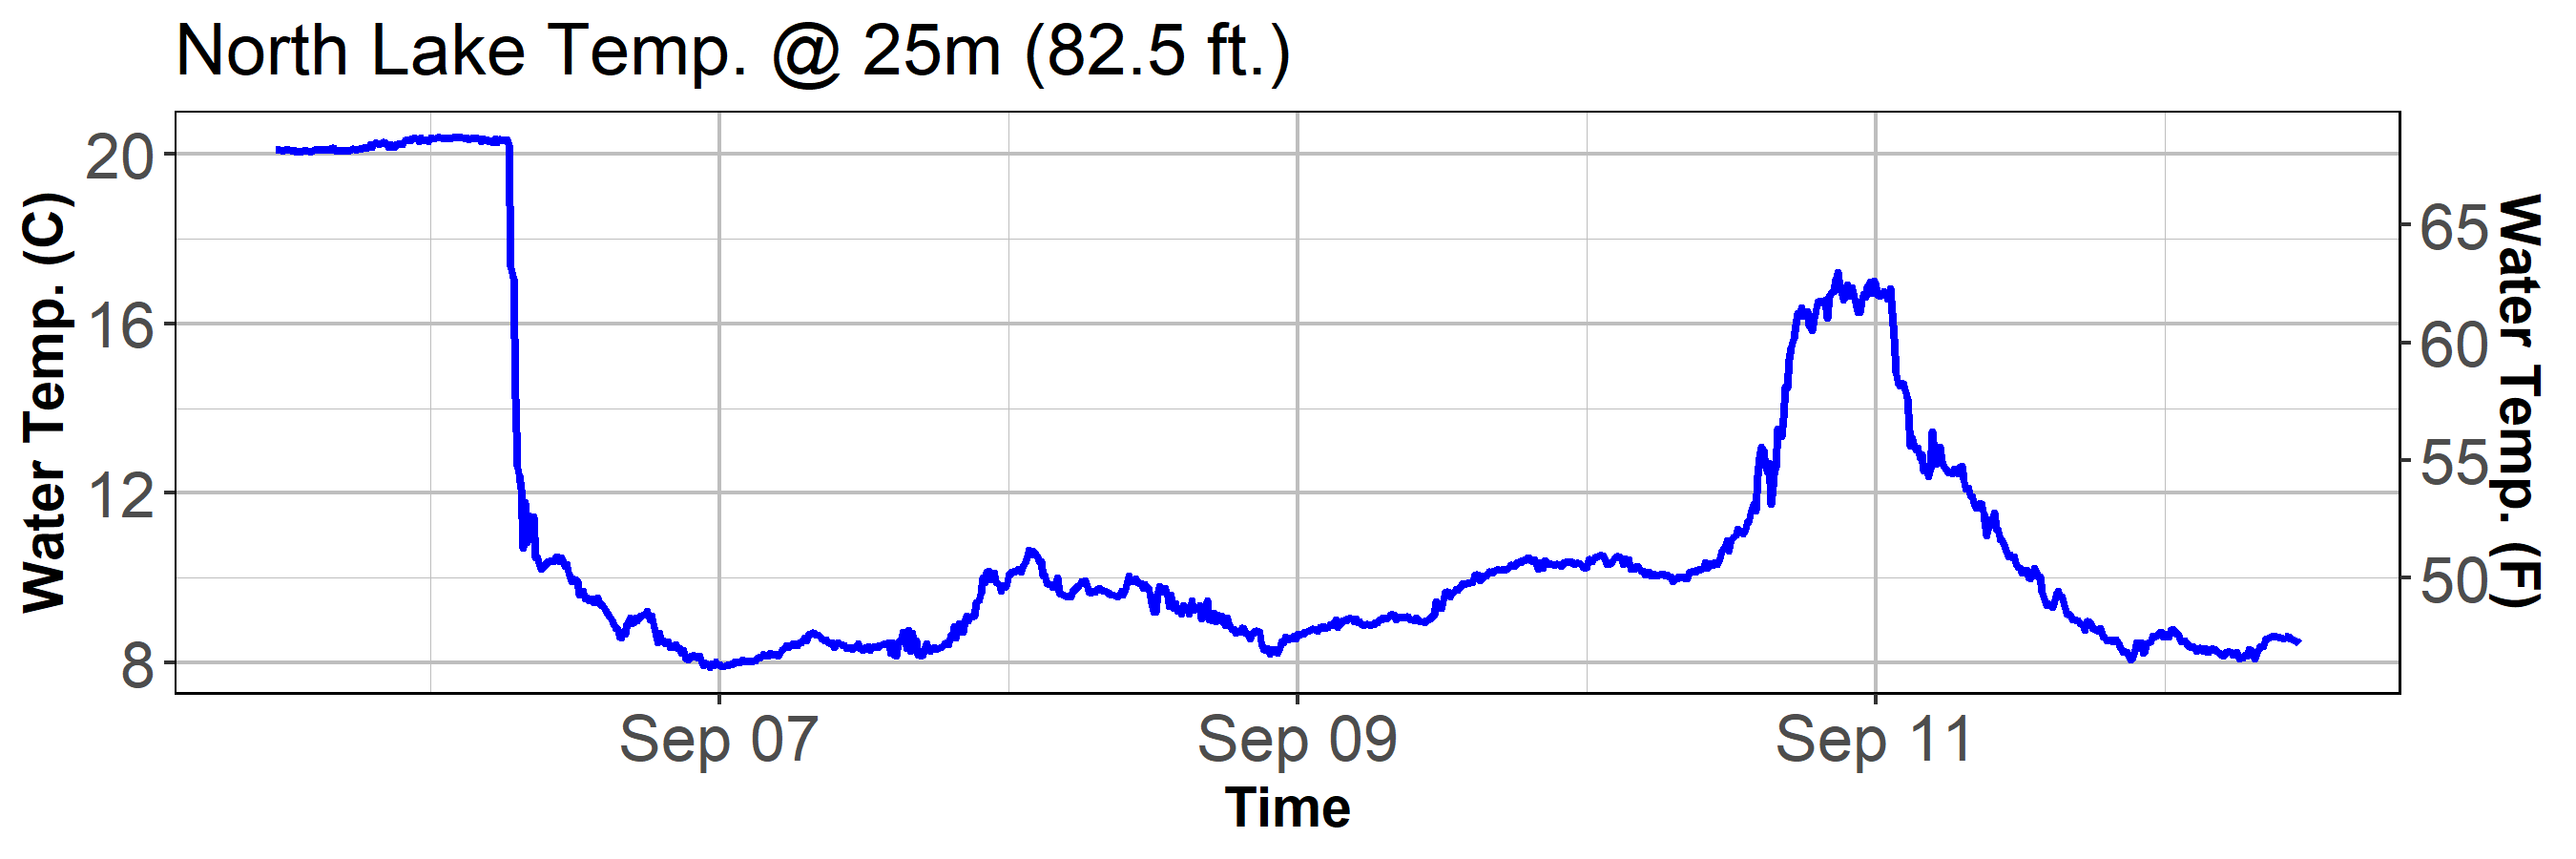 North Lake Temp. @ 25m (82.5 ft.)
Water Temp. (C)
20
16
12
8
65
60
55
50
Water Temp. (F)
Sep 07 Sep 09 Sep 11
Time